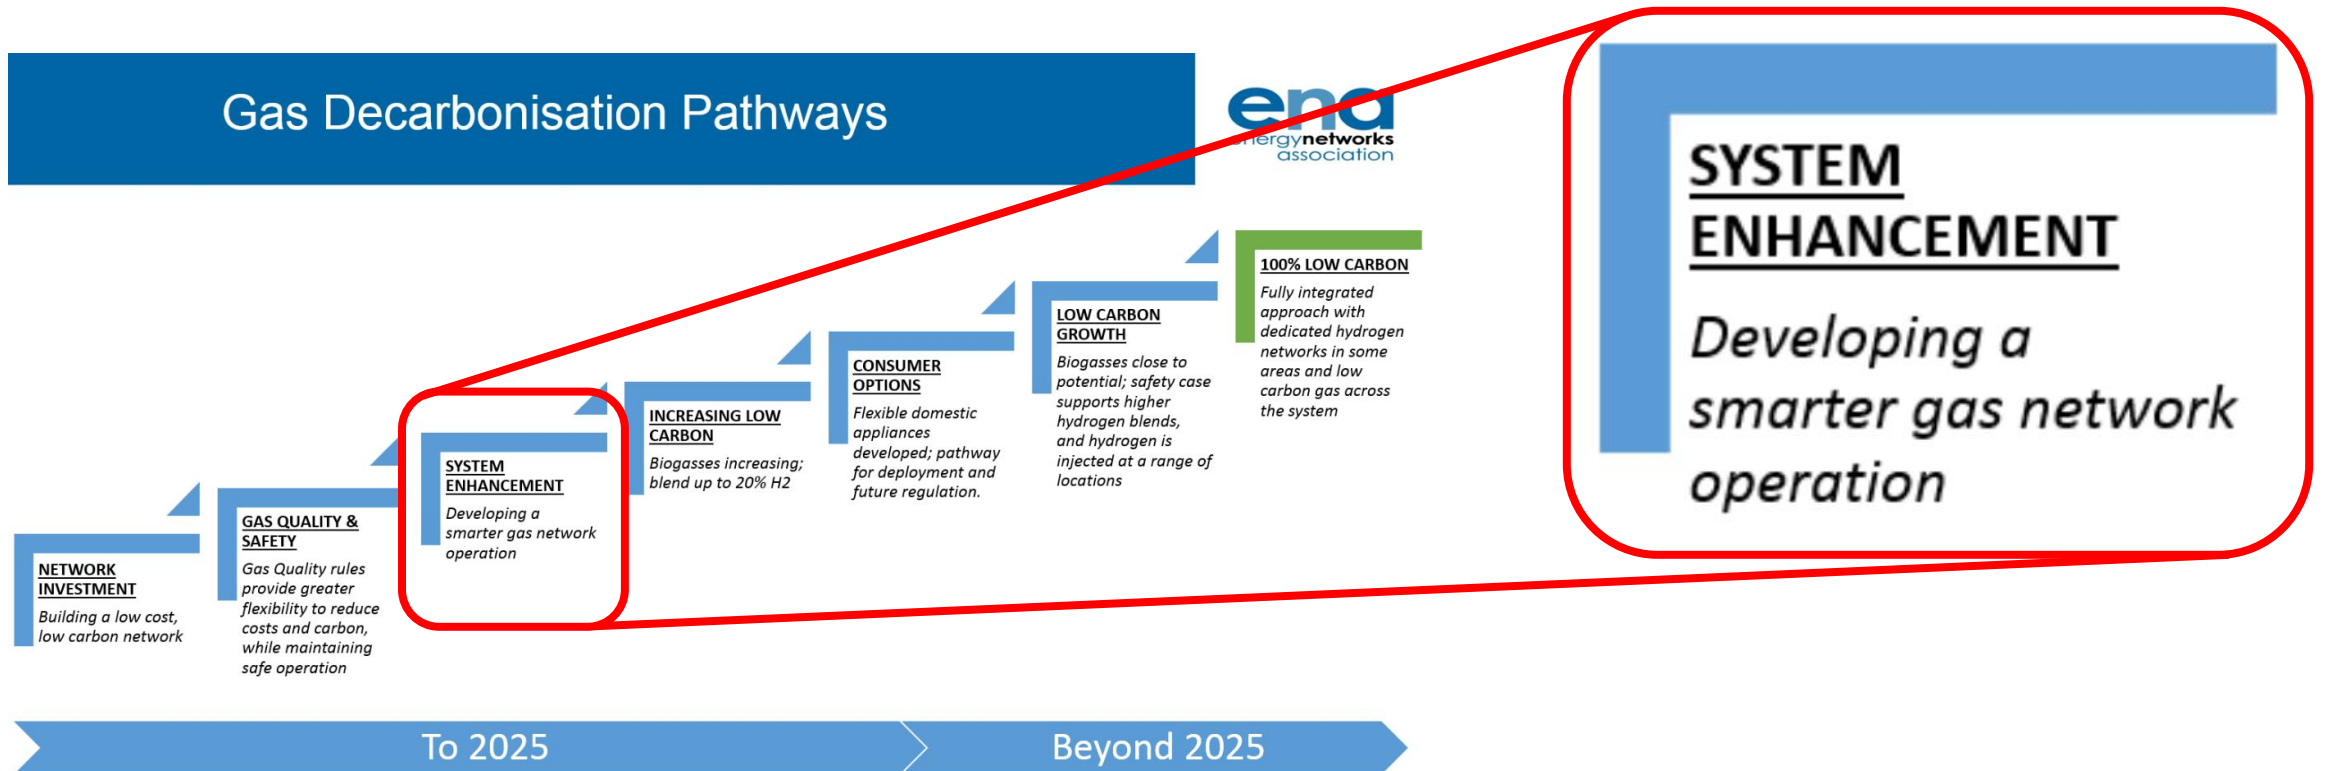 Gas Decarbonisation Pathways
ena
energynetworks
association
NETWORK
INVESTMENT
Building a low cost,
low carbon network
GAS QUALITY &
SAFETY
Gas Quality rules
provide greater
flexibility to reduce
costs and carbon,
while maintaining
safe operation
SYSTEM
ENHANCEMENT
Developing a
smarter gas network
operation
INCREASING LOW
CARBON
Biogasses increasing;
blend up to 20% H2
CONSUMER
OPTIONS
Flexible domestic
appliances
developed; pathway
for deployment and
future regulation.
LOW CARBON
GROWTH
Biogasses close to
potential; safety case
supports higher
hydrogen blends,
and hydrogen is
injected at a range of
locations
100% LOW CARBON
Fully integrated
approach with
dedicated hydrogen
networks in some
areas and low
carbon gas across
the system
SYSTEM
ENHANCEMENT
Developing a
smarter gas network
operation
To 2025
Beyond 2025